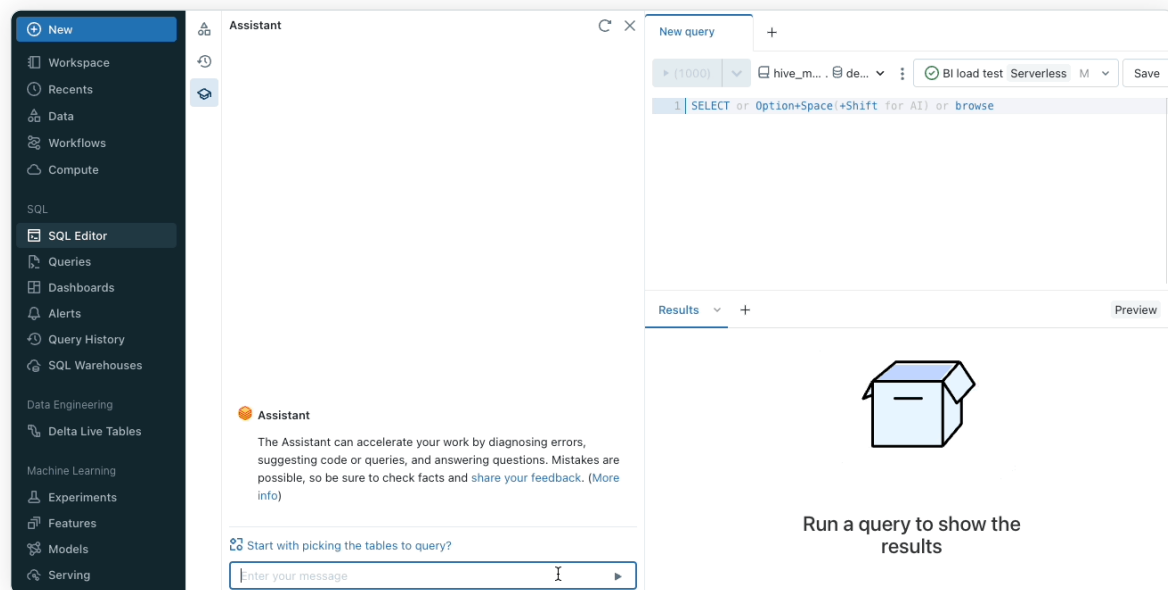 New
Workspace
Recents
Data
Workflows
Compute
SQL
SQL Editor
Queries
Dashboards
Alerts
Query History
SQL Warehouses
Data Engineering
Delta Live Tables
Machine Learning
Experiments
Features
Models
Serving
Assistant
Assistant
The Assistant can accelerate your work by diagnosing errors,
suggesting code or queries, and answering questions. Mistakes are
possible, so be sure to check facts and share your feedback. (More
info)
Start with picking the tables to query?
Enter your message
New query
(1000) hive_m... . de... BI load test Serverless M Save
1 SELECT or Option+Space(+Shift for AI) or browse
Results
Preview
Run a query to show the
results